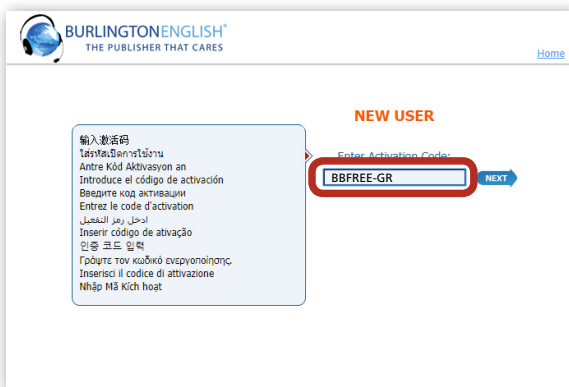 BURLINGTONENGLISH®
THE PUBLISHER THAT CARES
Home
NEW USER
输入激活码
ใส่รหัสเปิดการใช้งาน
Antre Kòd Aktivasyon an
Introduce el código de activación
Введите код активации
Entrez le code d'activation
ادخل رمز التفعيل
Inserir código de ativação
인증 코드 입력
Γράψτε τον κωδικό ενεργοποίησης.
Inserisci il codice di attivazione
Nhập Mã Kích hoạt
Enter Activation Code:
BBFREE-GR
NEXT